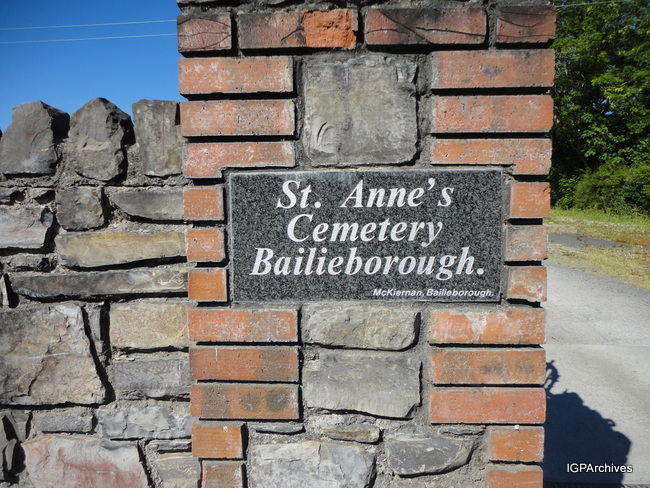 St. Anne's
Cemetery
Bailieborough.
McKiernan, Bailieborough.
IGPArchives